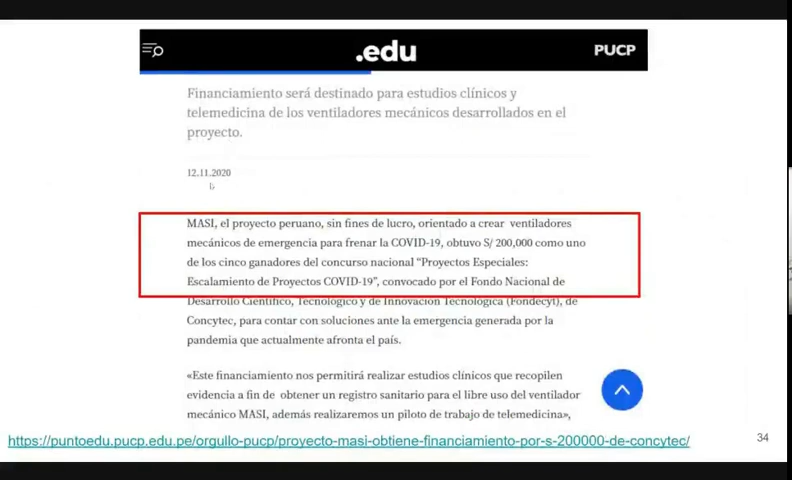 .edu
PUCP
Financiamiento será destinado para estudios clínicos y
telemedicina de los ventiladores mecánicos desarrollados en el
proyecto.
12.11.2020
MASI, el proyecto peruano, sin fines de lucro, orientado a crear ventiladores
mecánicos de emergencia para frenar la COVID-19, obtuvo S/ 200,000 como uno
de los cinco ganadores del concurso nacional “Proyectos Especiales:
Escalamiento de Proyectos COVID-19”, convocado por el Fondo Nacional de
Desarrollo Científico, Tecnológico y de Innovación Tecnológica (Fondecyt), de
Concytec, para contar con soluciones ante la emergencia generada por la
pandemia que actualmente afronta el país.
«Este financiamiento nos permitirá realizar estudios clínicos que recopilen
evidencia a fin de obtener un registro sanitario para el libre uso del ventilador
mecánico MASI, además realizaremos un piloto de trabajo de telemedicina»,
https://puntoedu.pucp.edu.pe/orgullo-pucp/proyecto-masi-obtiene-financiamiento-por-s-200000-de-concytec/
34